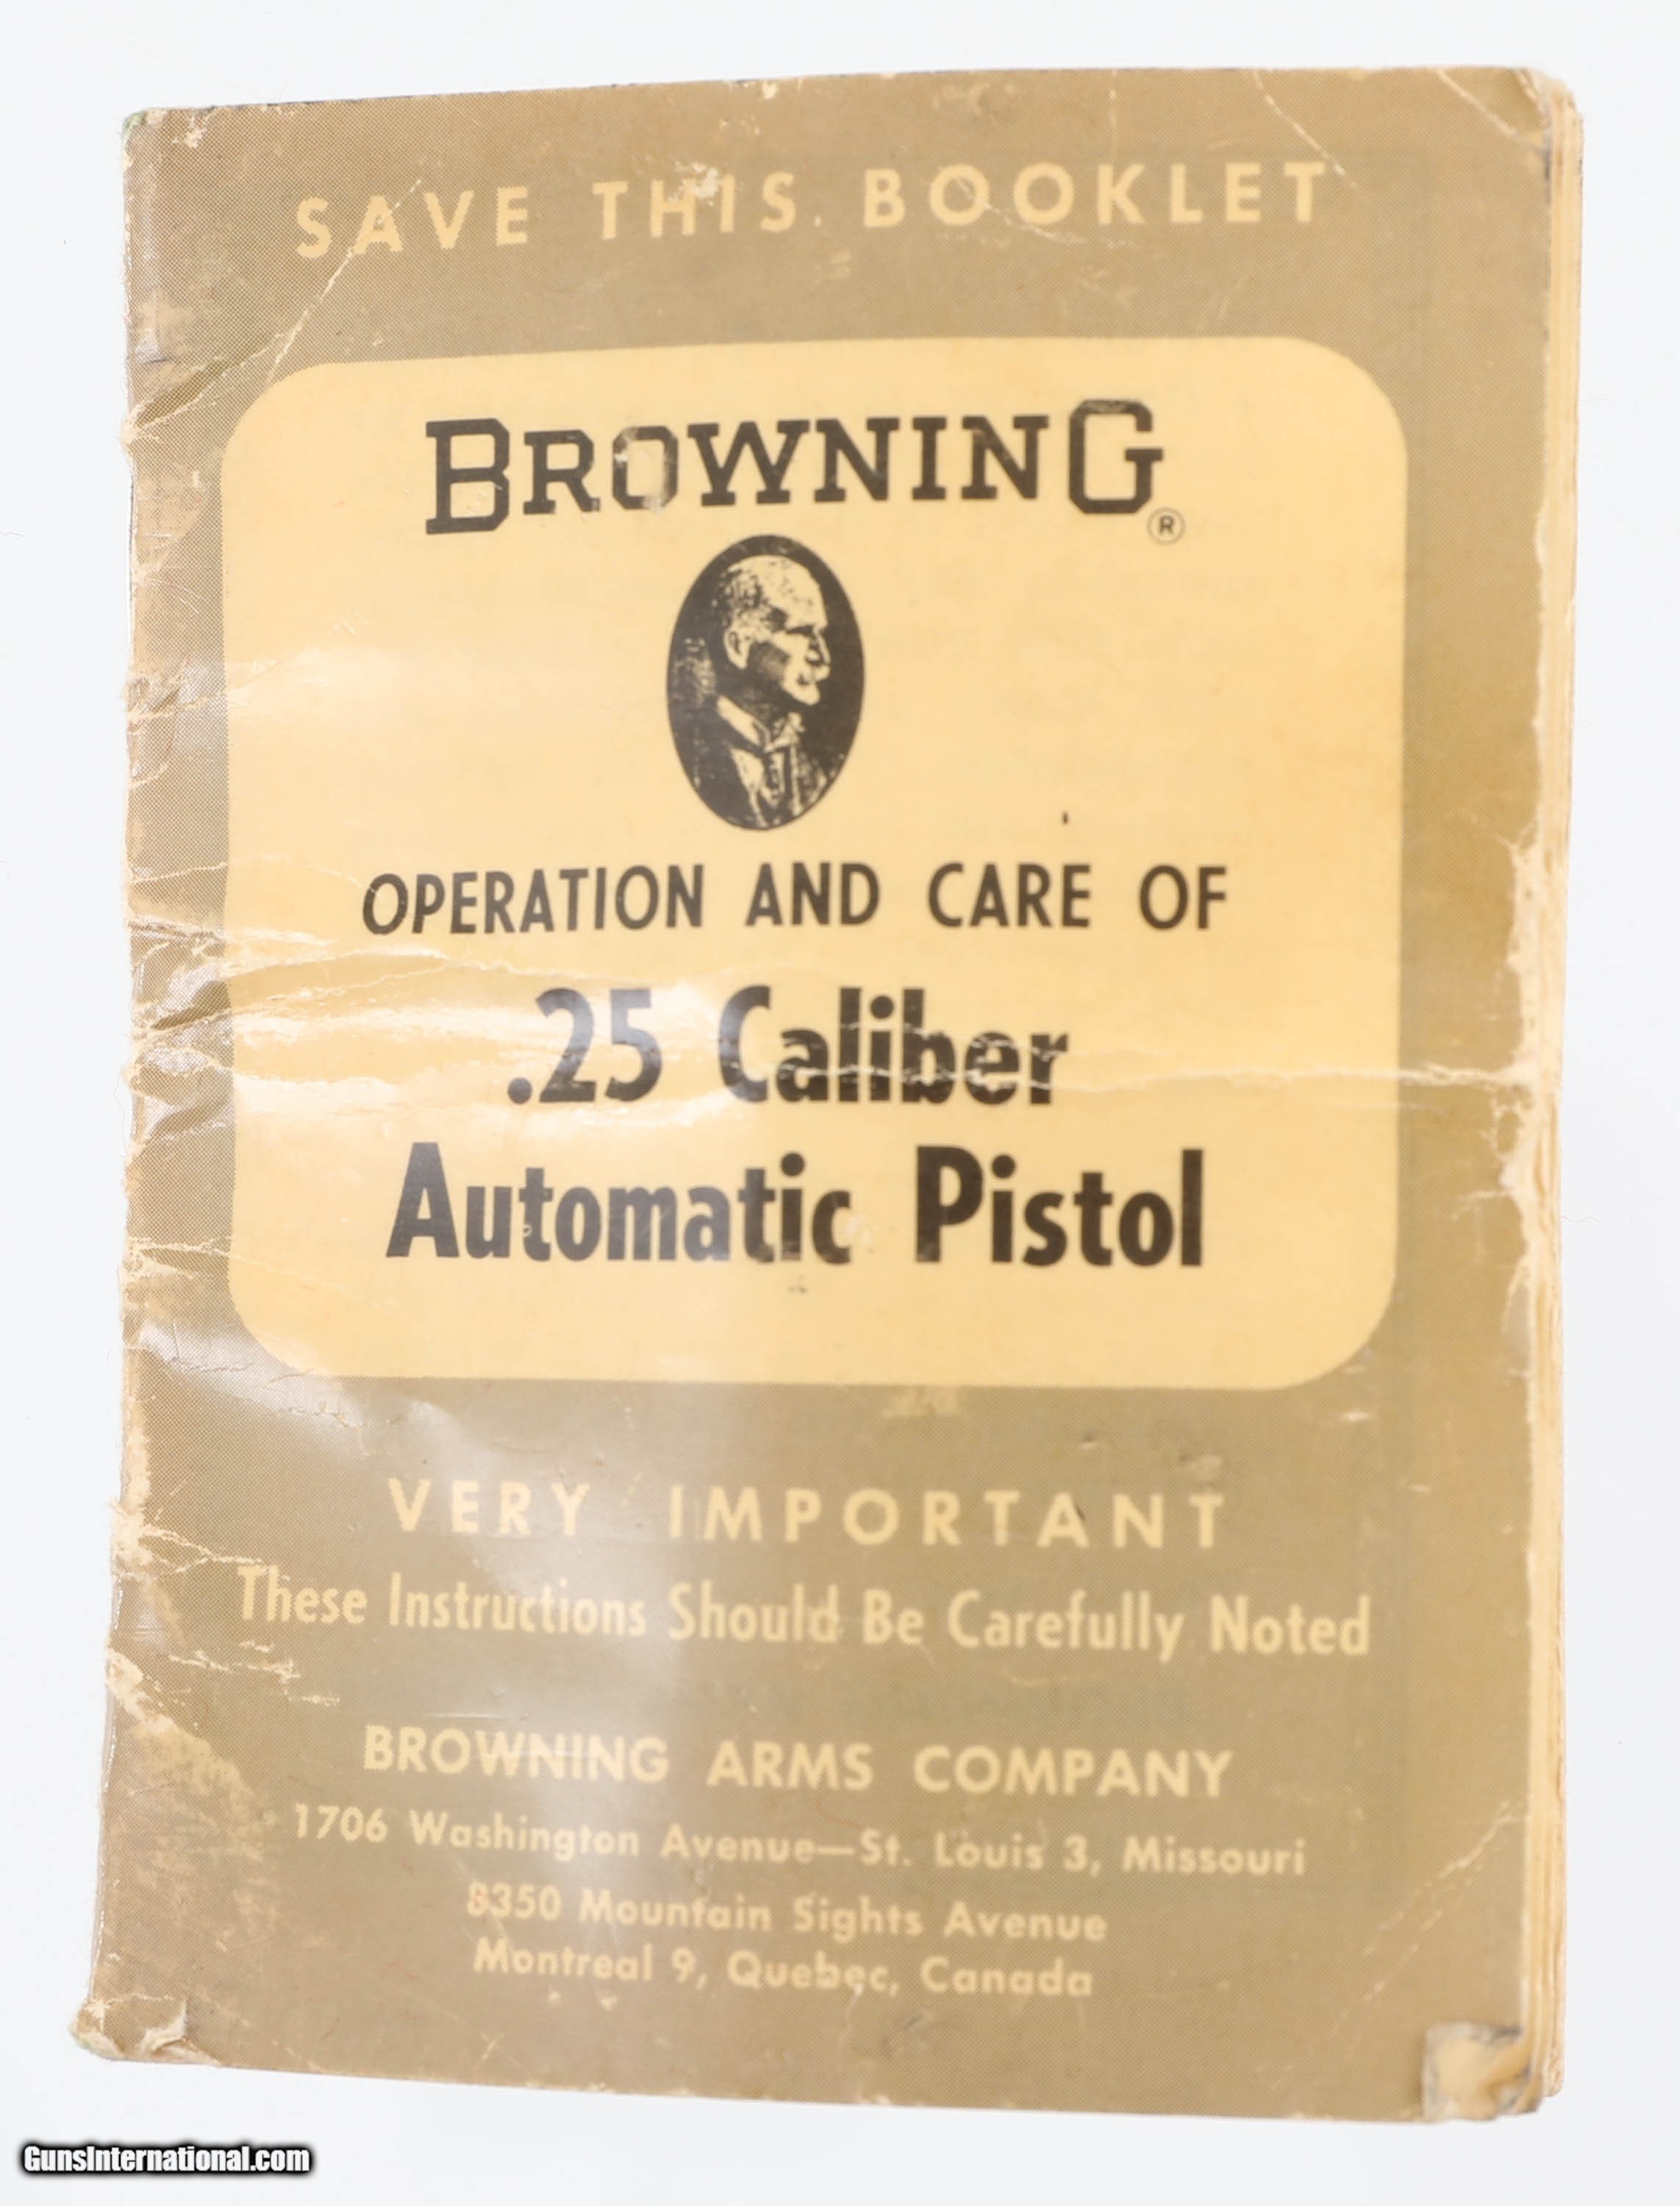 SAVE THIS BOOKLET
BROWNING®
OPERATION AND CARE OF
.25 Caliber
Automatic Pistol
VERY IMPORTANT
These Instructions Should Be Carefully Noted
BROWNING ARMS COMPANY
1706 Washington Avenue—St. Louis 3, Missouri
8350 Mountain Sights Avenue
Montreal 9, Quebec, Canada
GunsInternational.com